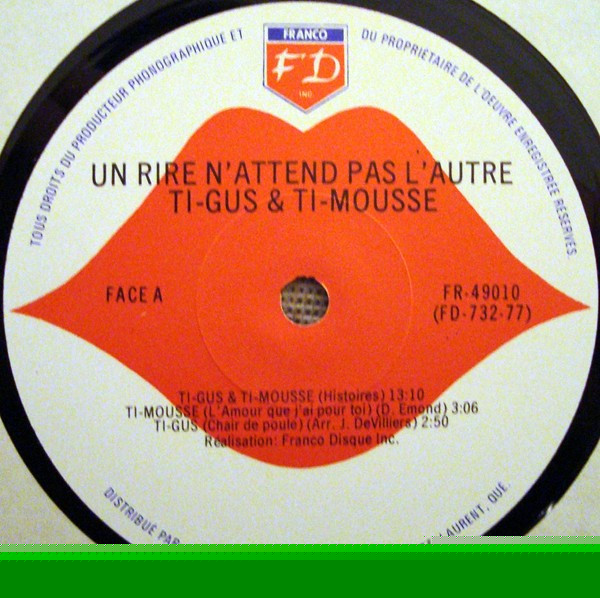 TOUS DROITS DU PRODUCTEUR PHONOGRAPHIQUE ET DU PROPRIÉTAIRE DE L'OEUVRE ENREGISTRÉE RÉSERVÉS.
FRANCO
FD
INC
UN RIRE N'ATTEND PAS L'AUTRE
TI-GUS & TI-MOUSSE
FACE A
FR-49010
(FD-732-77)
TI-GUS & TI-MOUSSE (Histoires) 13:10
TI-MOUSSE (L'Amour que j'ai pour toi) (D. Emond) 3:06
TI-GUS (Chair de poule) (Arr. J. DeVilliers) 2:50
Réalisation: Franco Disque Inc.
DISTRIBUÉ PAR
LAURENT, QUÉ.